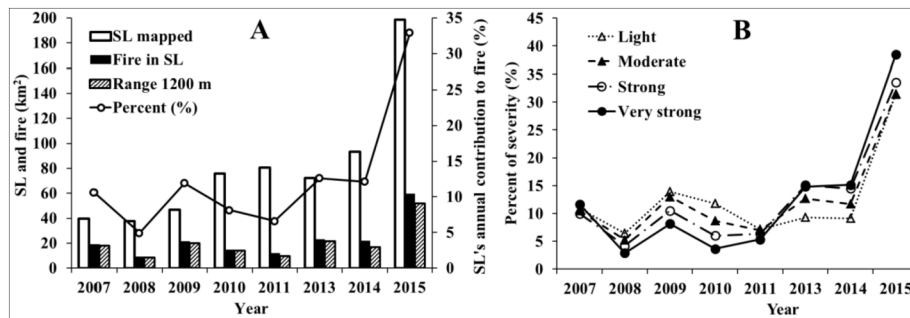 A
SL and fire (km²)
200
180
160
140
120
100
80
60
40
20
0
SL mapped
Fire in SL
Range 1200 m
Percent (%)
35
30
25
20
15
10
5
0
SL's annual contribution to fire (%)
2007 2008 2009 2010 2011 2013 2014 2015
Year
B
Percent of severity (%)
45
40
35
30
25
20
15
10
5
0
Light
Moderate
Strong
Very strong
2007 2008 2009 2010 2011 2013 2014 2015
Year